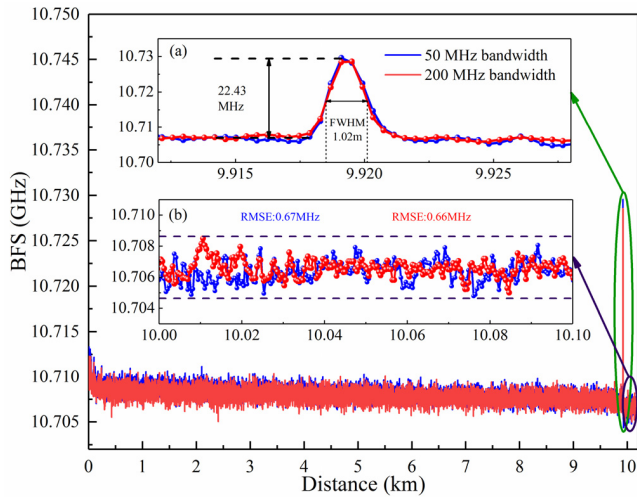 10.750
10.745
10.740
10.735
10.730
10.725
10.720
10.715
10.710
10.705
BFS (GHz)
(a)
50 MHz bandwidth
200 MHz bandwidth
10.73
10.72
10.71
10.70
22.43
MHz
FWHM
1.02m
9.915 9.920 9.925
(b)
RMSE:0.67MHz RMSE:0.66MHz
10.710
10.708
10.706
10.704
10.00 10.02 10.04 10.06 10.08 10.10
0 1 2 3 4 5 6 7 8 9 10
Distance (km)